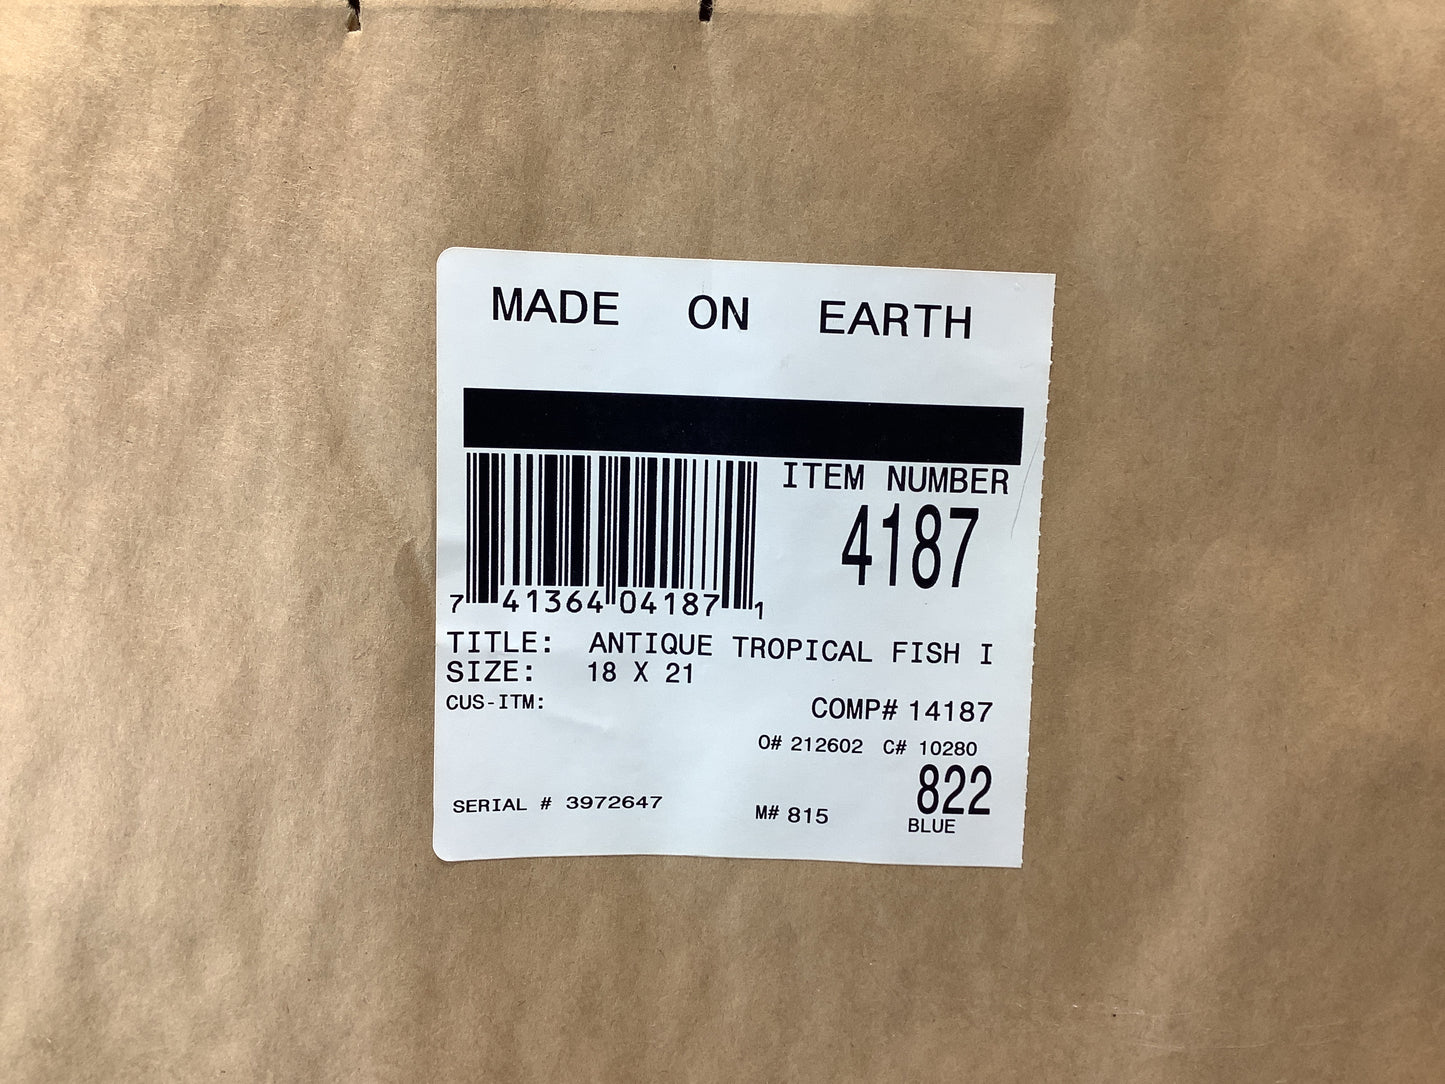 MADE ON EARTH
ITEM NUMBER
4187
7 41364 04187 1
TITLE: ANTIQUE TROPICAL FISH I
SIZE: 18 X 21
CUS-ITM:
COMP# 14187
O# 212602 C# 10280
822
SERIAL # 3972647
M# 815
BLUE